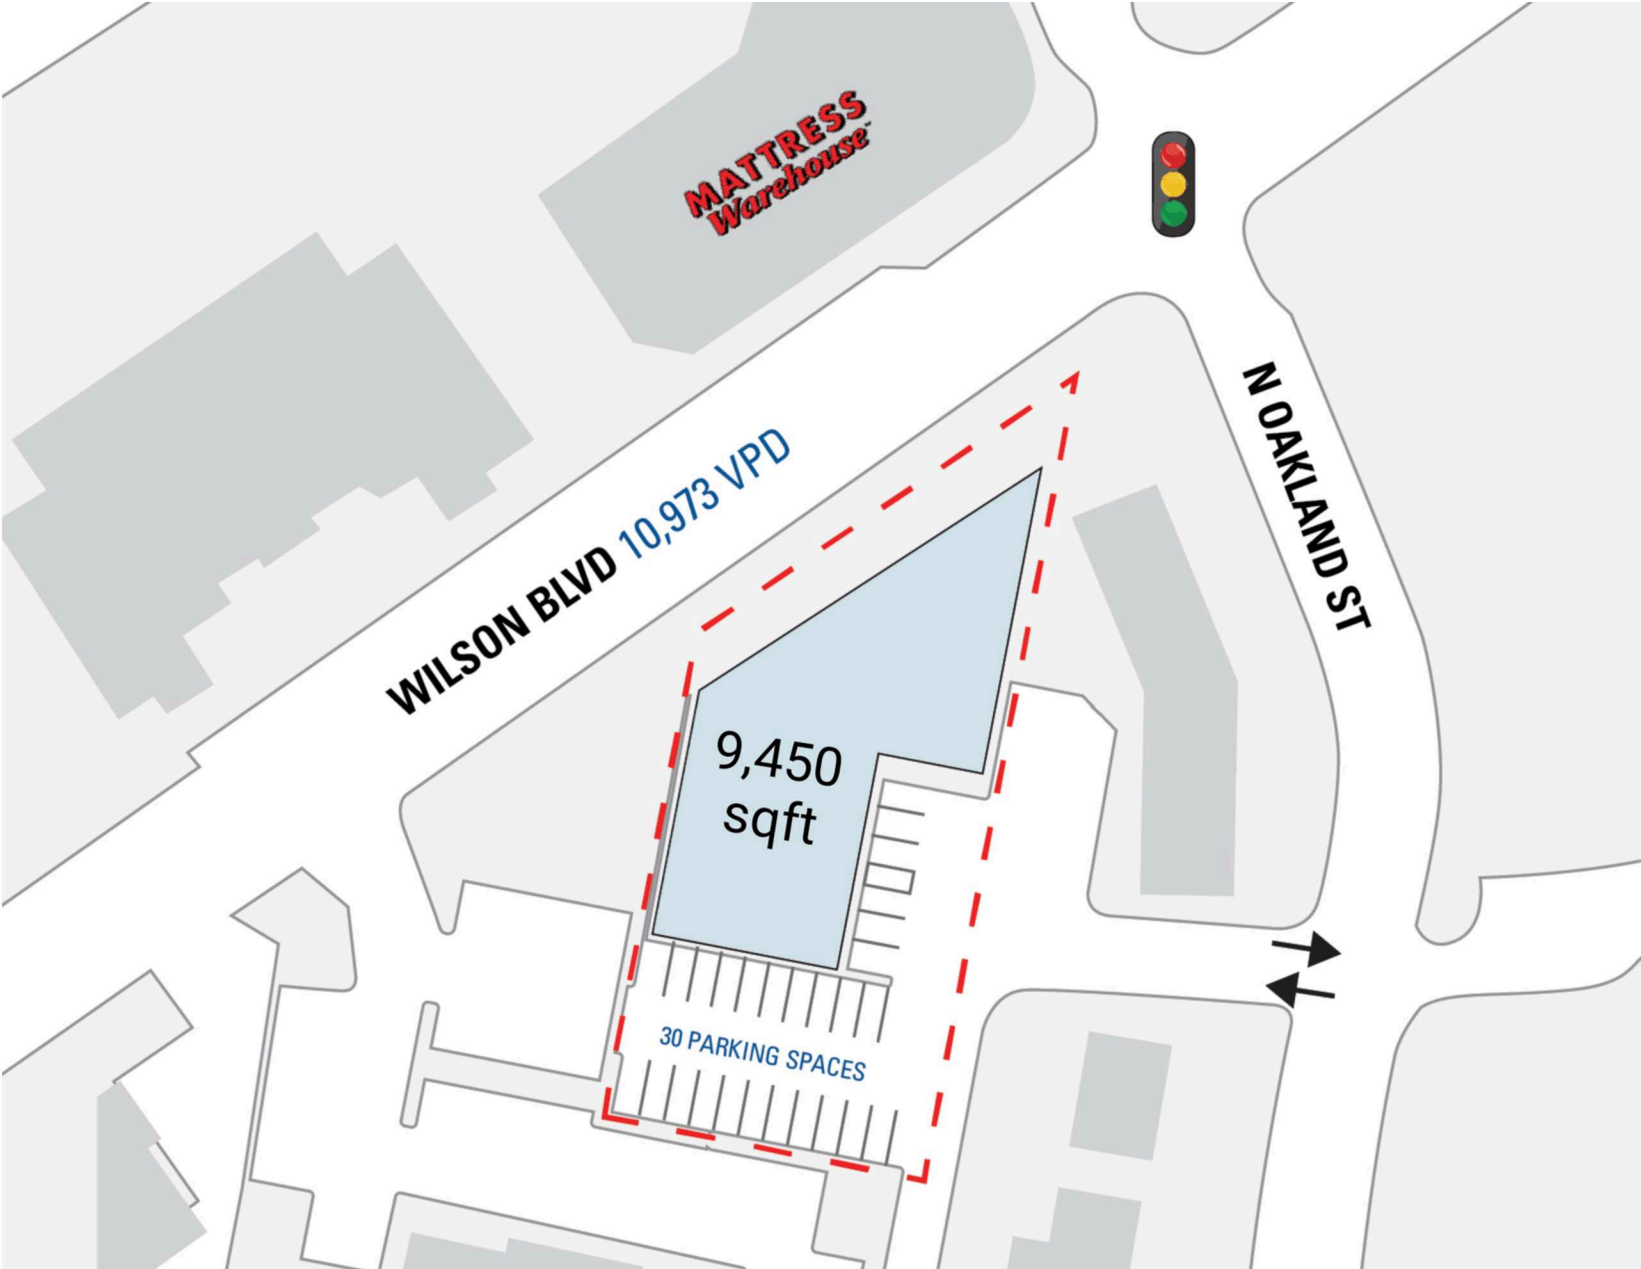 MATTRESS
Warehouse
WILSON BLVD 10,973 VPD
N OAKLAND ST
9,450
sqft
30 PARKING SPACES